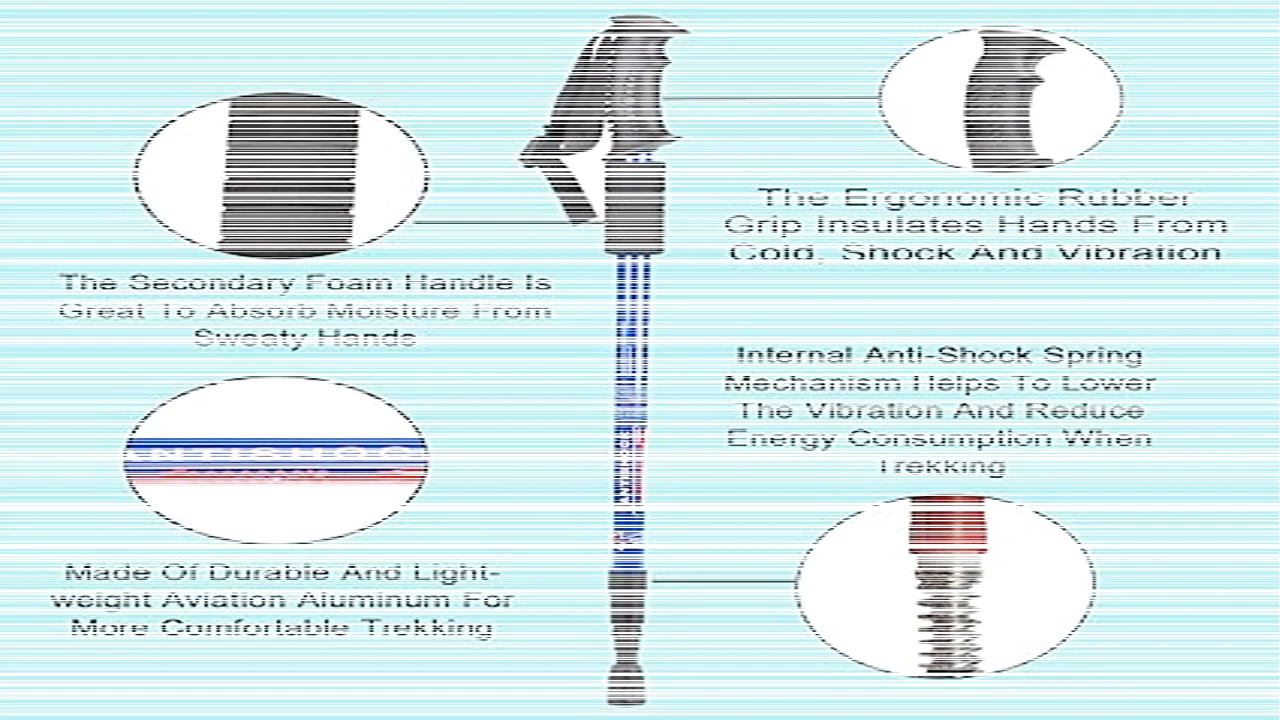 The Ergonomic Rubber
Grip Insulates Hands From
Cold, Shock And Vibration
The Secondary Foam Handle Is
Great To Absorb Moisture From
Sweaty Hands
Internal Anti-Shock Spring
Mechanism Helps To Lower
The Vibration And Reduce
Energy Consumption When
Trekking
ANTISHOC
Made Of Durable And Light-
weight Aviation Aluminum For
More Comfortable Trekking